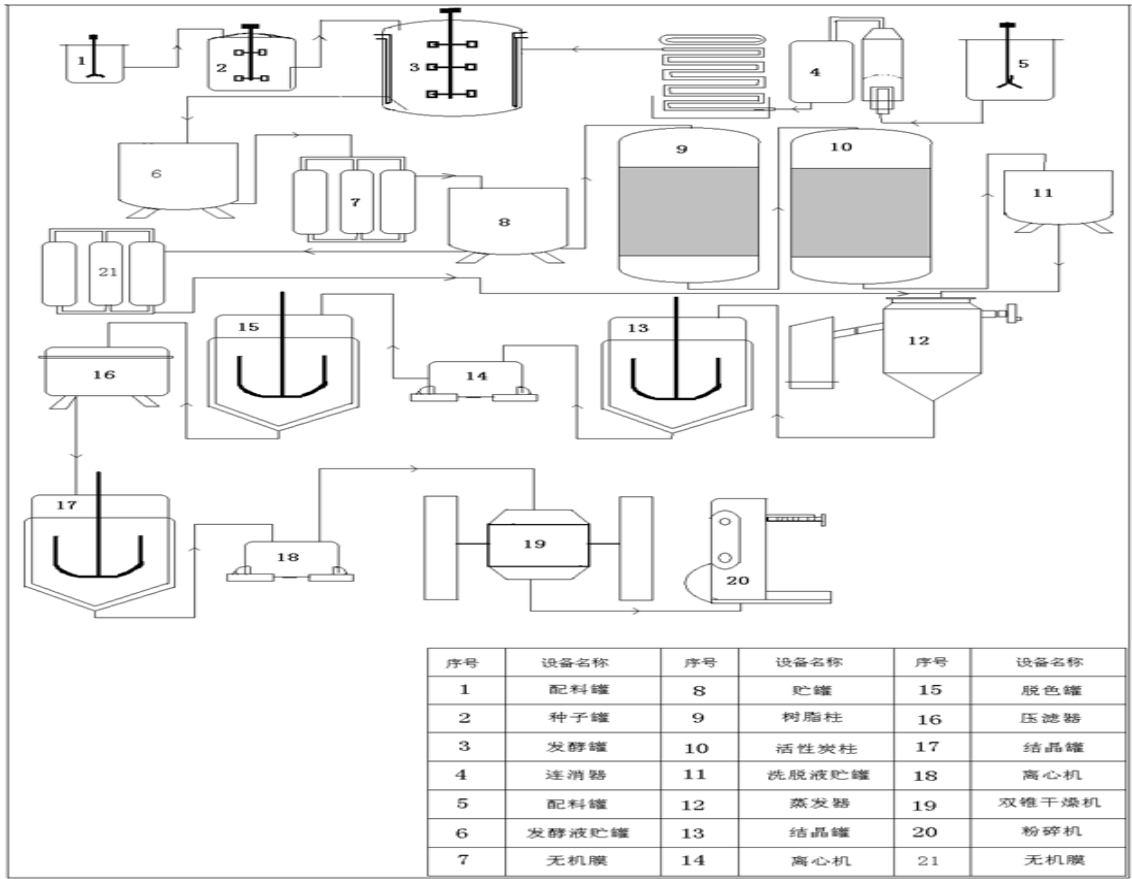 1
2
3
4
5
6
7
8
9
10
11
21
15
16
14
13
12
17
18
19
20
序号 设备名称 序号 设备名称 序号 设备名称
1 配料罐 8 贮罐 15 脱色罐
2 种子罐 9 树脂柱 16 压滤器
3 发酵罐 10 活性炭柱 17 结晶罐
4 连消器 11 洗脱液贮罐 18 离心机
5 配料罐 12 蒸发器 19 双锥干燥机
6 发酵液贮罐 13 结晶罐 20 粉碎机
7 无机膜 14 离心机 21 无机膜